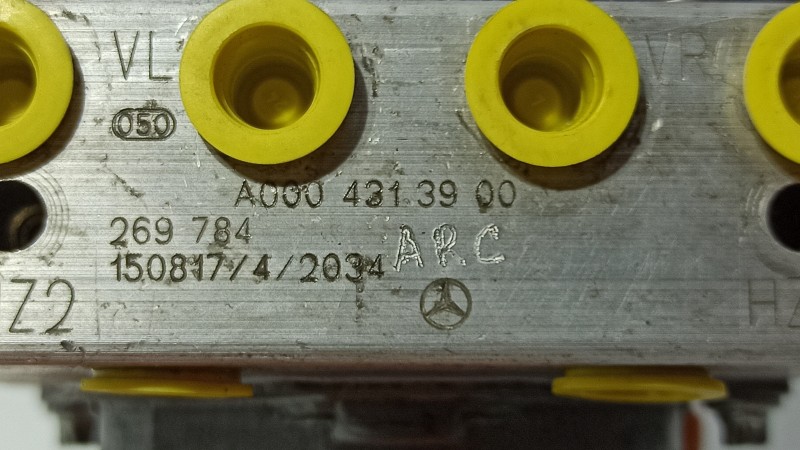 VL VR
050
A000 431 39 00
269 784
150817/4/2034 ARC
Z2